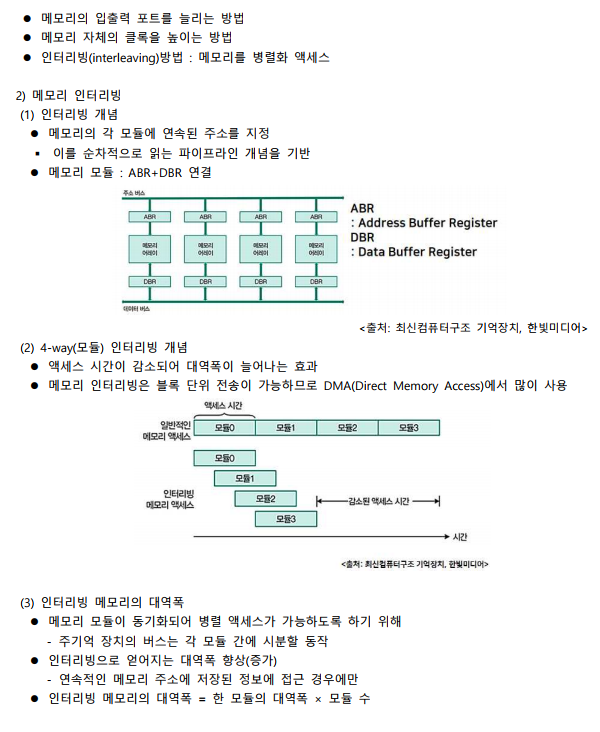 ● 메모리의 입출력 포트를 늘리는 방법
● 메모리 자체의 클록을 높이는 방법
● 인터리빙(interleaving)방법 : 메모리를 병렬화 액세스
2) 메모리 인터리빙
(1) 인터리빙 개념
● 메모리의 각 모듈에 연속된 주소를 지정
▪ 이를 순차적으로 읽는 파이프라인 개념을 기반
● 메모리 모듈 : ABR+DBR 연결
주소 버스
ABR ABR ABR ABR
메모리 어레이 메모리 어레이 메모리 어레이 메모리 어레이
DBR DBR DBR DBR
데이터 버스
ABR
: Address Buffer Register
DBR
: Data Buffer Register
<출처: 최신컴퓨터구조 기억장치, 한빛미디어>
(2) 4-way(모듈) 인터리빙 개념
● 액세스 시간이 감소되어 대역폭이 늘어나는 효과
● 메모리 인터리빙은 블록 단위 전송이 가능하므로 DMA(Direct Memory Access)에서 많이 사용
액세스 시간
일반적인
메모리 액세스
모듈0 모듈1 모듈2 모듈3
모듈0
모듈1
인터리빙
메모리 액세스
모듈2
감소된 액세스 시간
모듈3
시간
<출처: 최신컴퓨터구조 기억장치, 한빛미디어>
(3) 인터리빙 메모리의 대역폭
● 메모리 모듈이 동기화되어 병렬 액세스가 가능하도록 하기 위해
- 주기억 장치의 버스는 각 모듈 간에 시분할 동작
● 인터리빙으로 얻어지는 대역폭 향상(증가)
- 연속적인 메모리 주소에 저장된 정보에 접근 경우에만
● 인터리빙 메모리의 대역폭 = 한 모듈의 대역폭 × 모듈 수